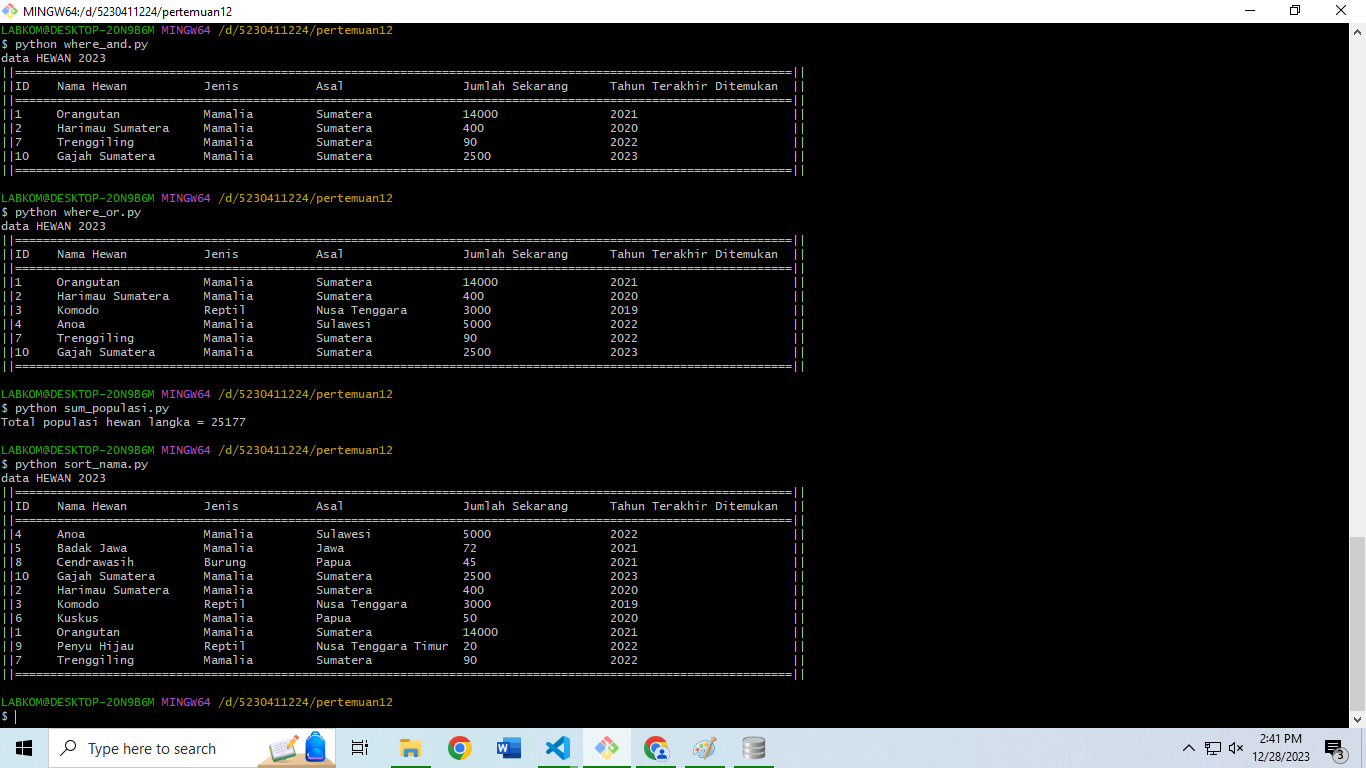 MINGW64:/d/5230411224/pertemuan12
LABKOM@DESKTOP-2ON9B6M MINGW64 /d/5230411224/pertemuan12
$ python where_and.py
data HEWAN 2023
||===============================================================================================================||
||ID    Nama Hewan           Jenis           Asal                 Jumlah Sekarang      Tahun Terakhir Ditemukan  ||
||===============================================================================================================||
||1     Orangutan            Mamalia         Sumatera             14000                2021                      ||
||2     Harimau Sumatera     Mamalia         Sumatera             400                  2020                      ||
||7     Trenggiling          Mamalia         Sumatera             90                   2022                      ||
||10    Gajah Sumatera       Mamalia         Sumatera             2500                 2023                      ||
||===============================================================================================================||
LABKOM@DESKTOP-2ON9B6M MINGW64 /d/5230411224/pertemuan12
$ python where_or.py
data HEWAN 2023
||===============================================================================================================||
||ID    Nama Hewan           Jenis           Asal                 Jumlah Sekarang      Tahun Terakhir Ditemukan  ||
||===============================================================================================================||
||1     Orangutan            Mamalia         Sumatera             14000                2021                      ||
||2     Harimau Sumatera     Mamalia         Sumatera             400                  2020                      ||
||3     Komodo               Reptil          Nusa Tenggara        3000                 2019                      ||
||4     Anoa                 Mamalia         Sulawesi             5000                 2022                      ||
||7     Trenggiling          Mamalia         Sumatera             90                   2022                      ||
||10    Gajah Sumatera       Mamalia         Sumatera             2500                 2023                      ||
||===============================================================================================================||
LABKOM@DESKTOP-2ON9B6M MINGW64 /d/5230411224/pertemuan12
$ python sum_populasi.py
Total populasi hewan langka = 25177
LABKOM@DESKTOP-2ON9B6M MINGW64 /d/5230411224/pertemuan12
$ python sort_nama.py
data HEWAN 2023
||===============================================================================================================||
||ID    Nama Hewan           Jenis           Asal                 Jumlah Sekarang      Tahun Terakhir Ditemukan  ||
||===============================================================================================================||
||4     Anoa                 Mamalia         Sulawesi             5000                 2022                      ||
||5     Badak Jawa           Mamalia         Jawa                 72                   2021                      ||
||8     Cendrawasih          Burung          Papua                45                   2021                      ||
||10    Gajah Sumatera       Mamalia         Sumatera             2500                 2023                      ||
||2     Harimau Sumatera     Mamalia         Sumatera             400                  2020                      ||
||3     Komodo               Reptil          Nusa Tenggara        3000                 2019                      ||
||6     Kuskus               Mamalia         Papua                50                   2020                      ||
||1     Orangutan            Mamalia         Sumatera             14000                2021                      ||
||9     Penyu Hijau          Reptil          Nusa Tenggara Timur  20                   2022                      ||
||7     Trenggiling          Mamalia         Sumatera             90                   2022                      ||
||===============================================================================================================||
LABKOM@DESKTOP-2ON9B6M MINGW64 /d/5230411224/pertemuan12
$
Type here to search
2:41 PM
12/28/2023
3